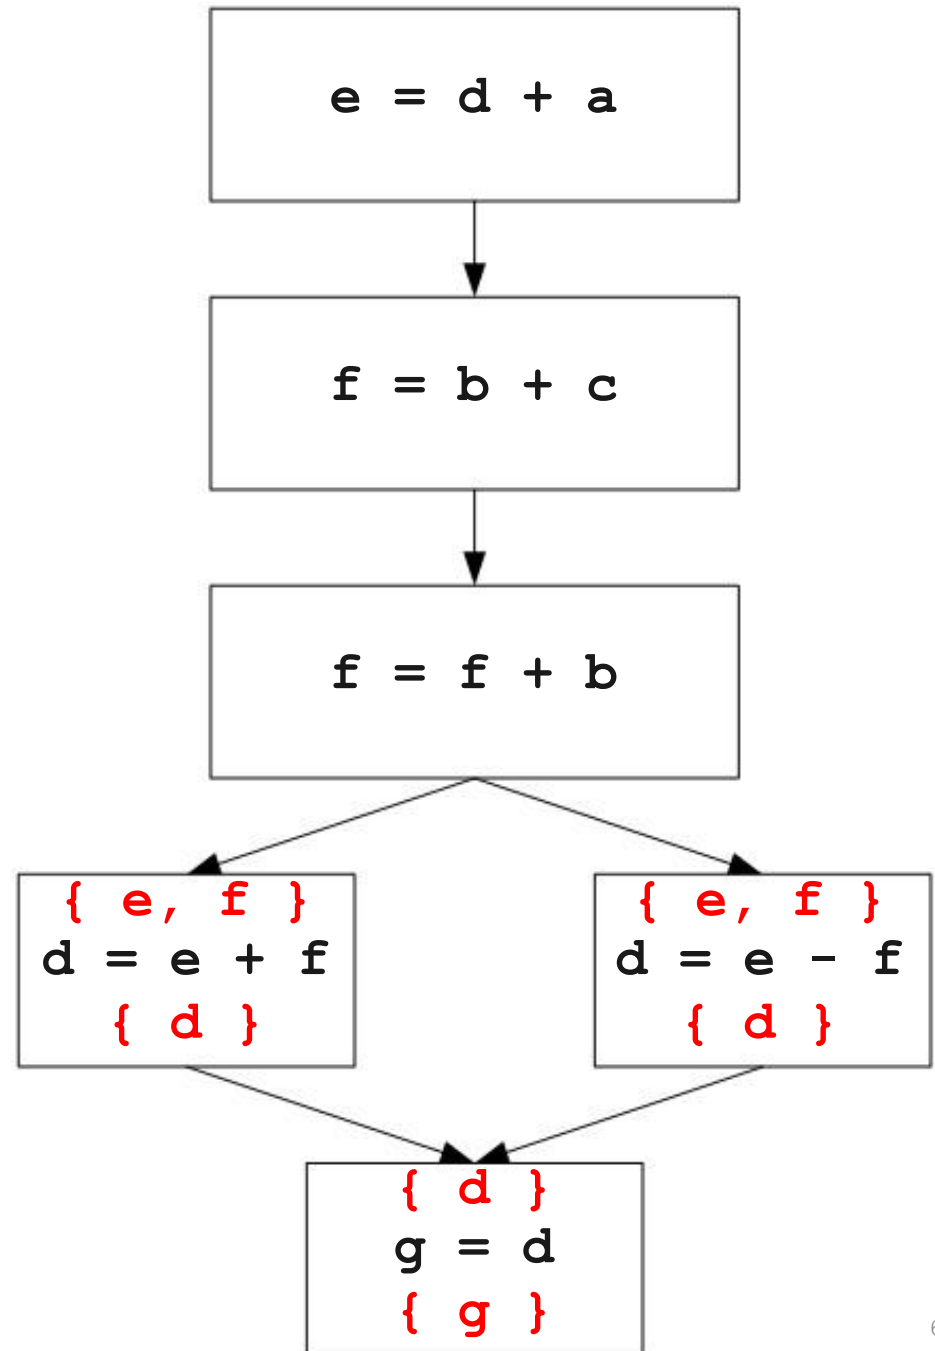 e = d + a
f = b + c
f = f + b
{ e, f }
d = e + f
{ d }
{ e, f }
d = e - f
{ d }
{ d }
g = d
{ g }